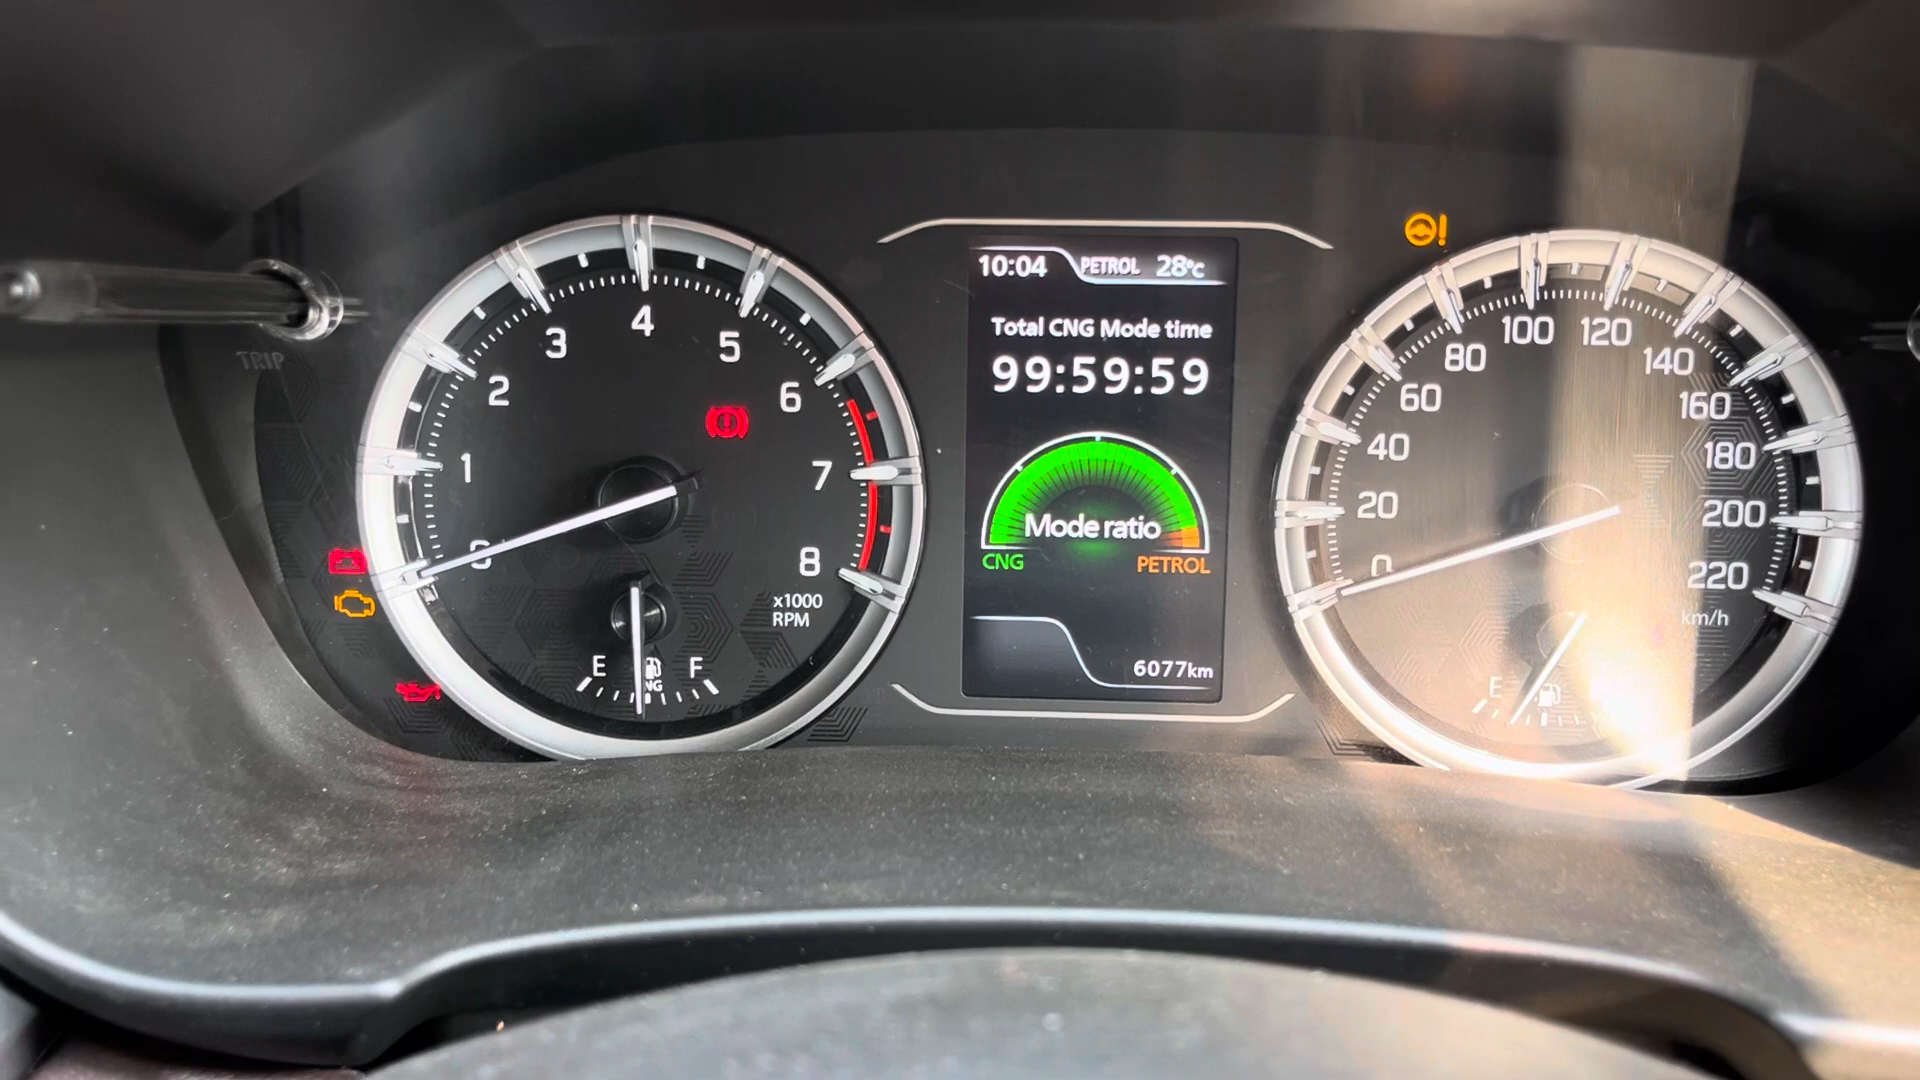 TRIP
0
1
2
3
4
5
6
7
8
x1000
RPM
E F
NG
10:04 PETROL 28°C
Total CNG Mode time
99:59:59
Mode ratio
CNG PETROL
6077km
0
20
40
60
80
100
120
140
160
180
200
220
km/h
E